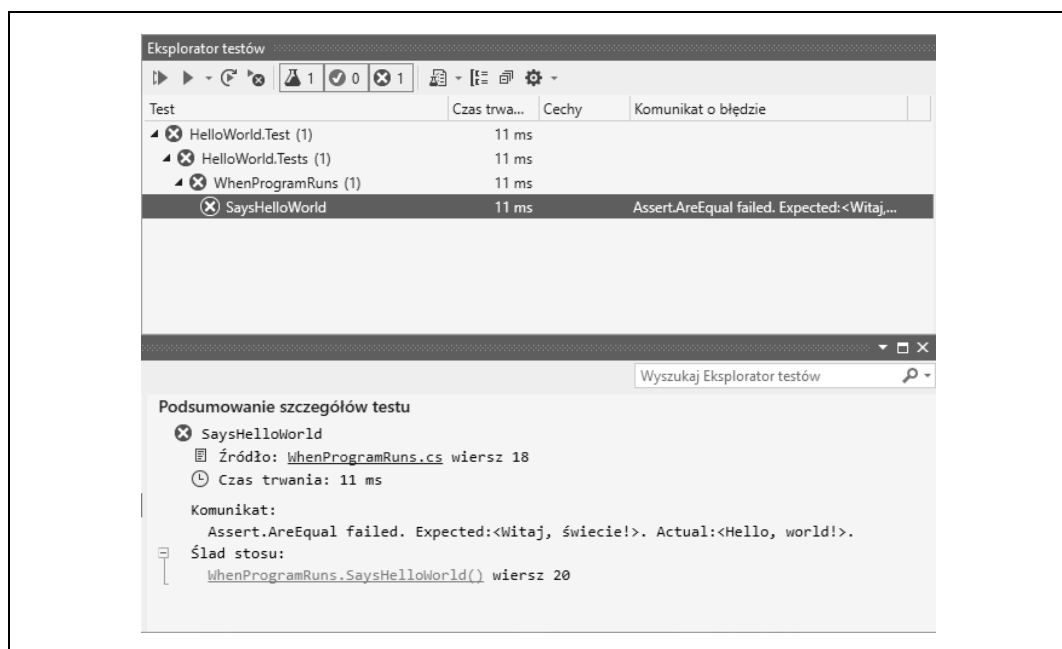 Eksplorator testów
1 0 1
Test Czas trwa... Cechy Komunikat o błędzie
HelloWorld.Test (1) 11 ms
HelloWorld.Tests (1) 11 ms
WhenProgramRuns (1) 11 ms
SaysHelloWorld 11 ms Assert.AreEqual failed. Expected:<Witaj,...
Wyszukaj Eksplorator testów
Podsumowanie szczegółów testu
SaysHelloWorld
Źródło: WhenProgramRuns.cs wiersz 18
Czas trwania: 11 ms
Komunikat:
Assert.AreEqual failed. Expected:<Witaj, świecie!>. Actual:<Hello, world!>.
Ślad stosu:
WhenProgramRuns.SaysHelloWorld() wiersz 20